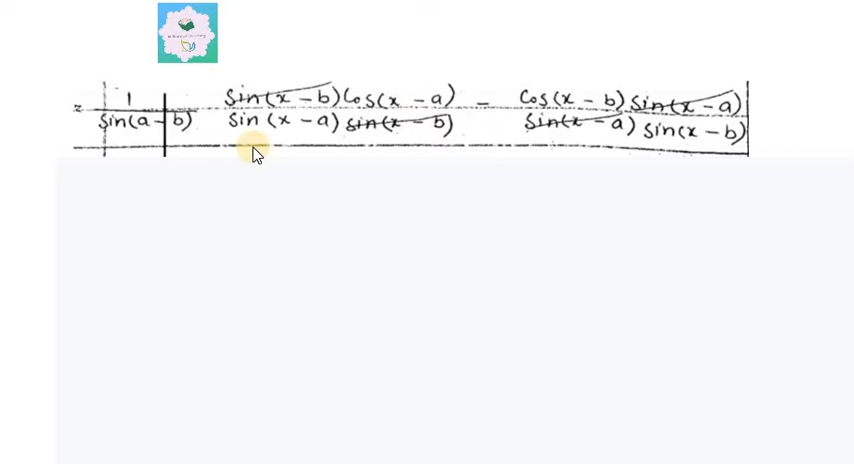 = 1 Sin(x – b) Cos(x – a) – Cos(x – b) Sin(x – a)
Sin(a – b) Sin (x – a) Sin(x – b) Sin(x – a) Sin(x – b)